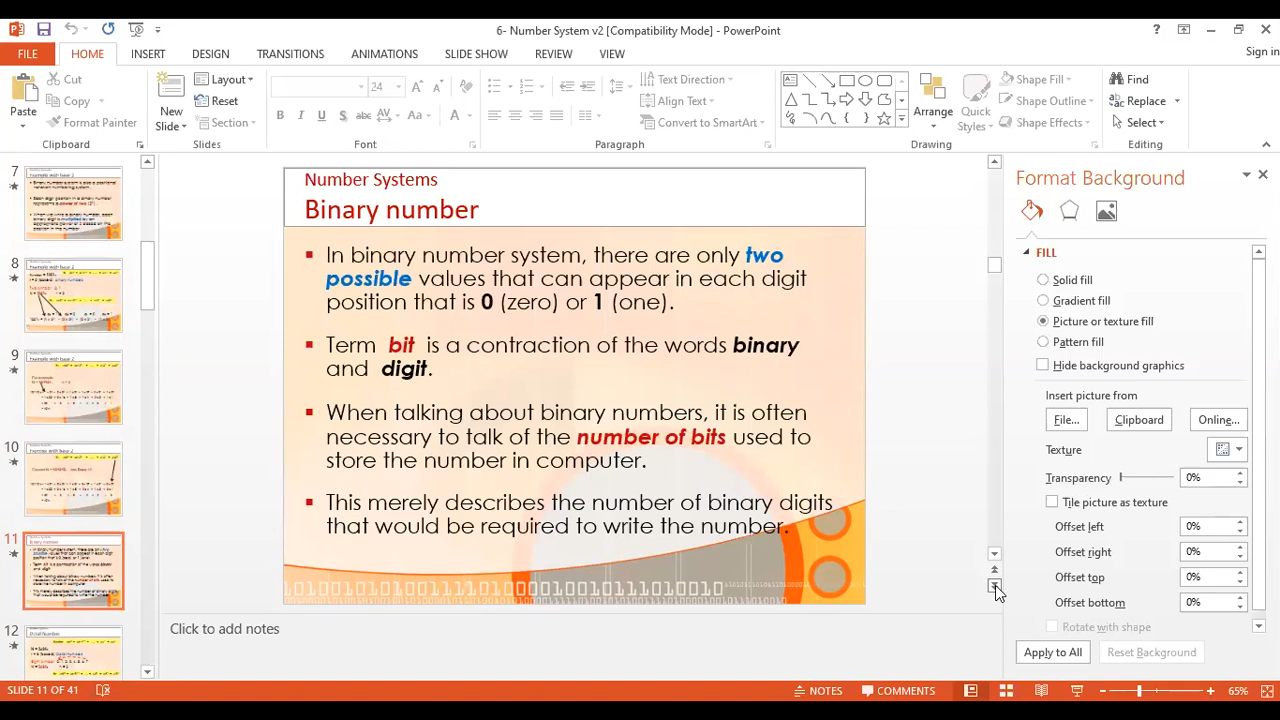 6- Number System v2 [Compatibility Mode] - PowerPoint
Sign in
FILE HOME INSERT DESIGN TRANSITIONS ANIMATIONS SLIDE SHOW REVIEW VIEW
Paste
Cut
Copy
Format Painter
Clipboard
New Slide
Layout
Reset
Section
Slides
24
B I U S abc AV Aa A
Font
Text Direction
Align Text
Convert to SmartArt
Paragraph
Arrange
Quick Styles
Shape Fill
Shape Outline
Shape Effects
Drawing
Find
Replace
Select
Editing
7
8
9
10
11
12
Number Systems
Binary number
In binary number system, there are only two
possible values that can appear in each digit
position that is 0 (zero) or 1 (one).
Term bit is a contraction of the words binary
and digit.
When talking about binary numbers, it is often
necessary to talk of the number of bits used to
store the number in computer.
This merely describes the number of binary digits
that would be required to write the number.
Click to add notes
Format Background
FILL
Solid fill
Gradient fill
Picture or texture fill
Pattern fill
Hide background graphics
Insert picture from
File... Clipboard Online...
Texture
Transparency 0%
Tile picture as texture
Offset left 0%
Offset right 0%
Offset top 0%
Offset bottom 0%
Rotate with shape
Apply to All Reset Background
SLIDE 11 OF 41 NOTES COMMENTS 65%